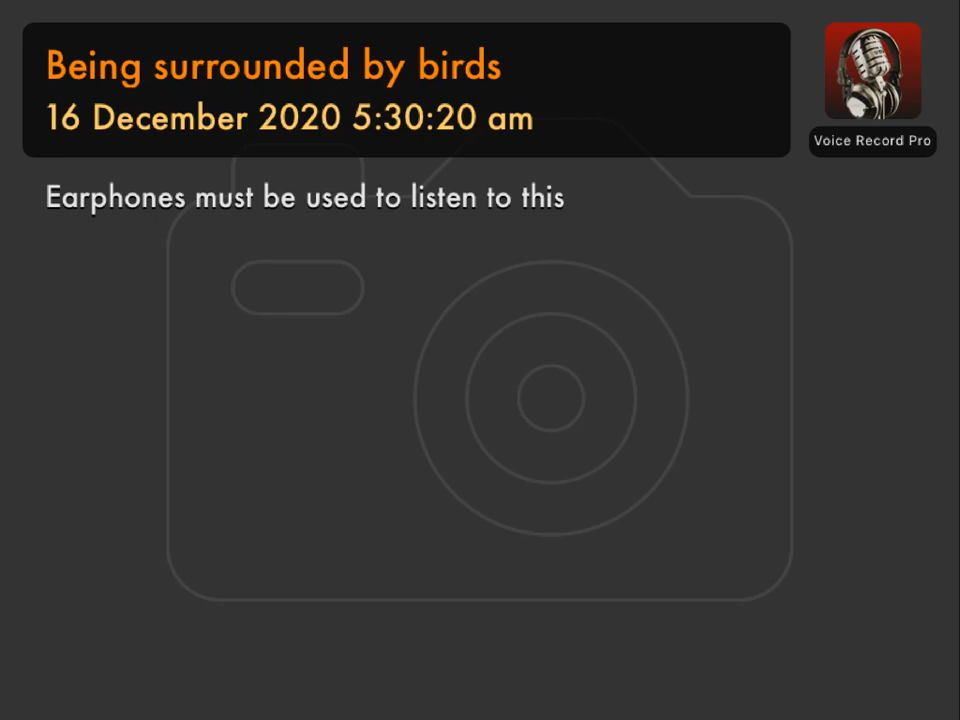 Being surrounded by birds
16 December 2020 5:30:20 am
Voice Record Pro
Earphones must be used to listen to this